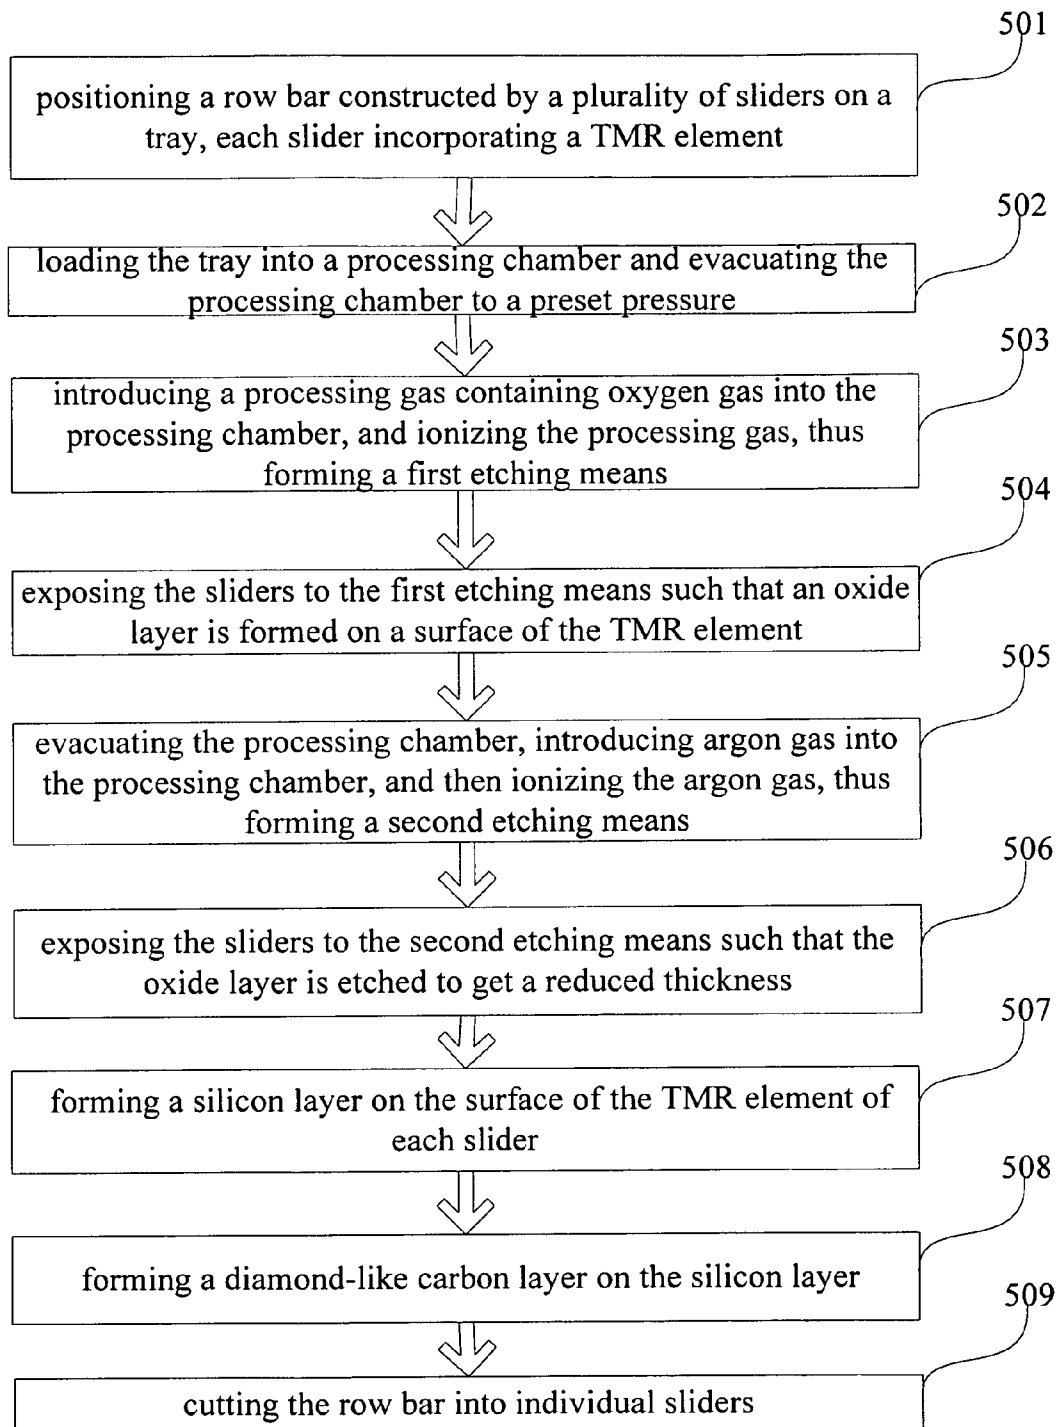 501
positioning a row bar constructed by a plurality of sliders on a
tray, each slider incorporating a TMR element
502
loading the tray into a processing chamber and evacuating the
processing chamber to a preset pressure
503
introducing a processing gas containing oxygen gas into the
processing chamber, and ionizing the processing gas, thus
forming a first etching means
504
exposing the sliders to the first etching means such that an oxide
layer is formed on a surface of the TMR element
505
evacuating the processing chamber, introducing argon gas into
the processing chamber, and then ionizing the argon gas, thus
forming a second etching means
506
exposing the sliders to the second etching means such that the
oxide layer is etched to get a reduced thickness
507
forming a silicon layer on the surface of the TMR element of
each slider
508
forming a diamond-like carbon layer on the silicon layer
509
cutting the row bar into individual sliders